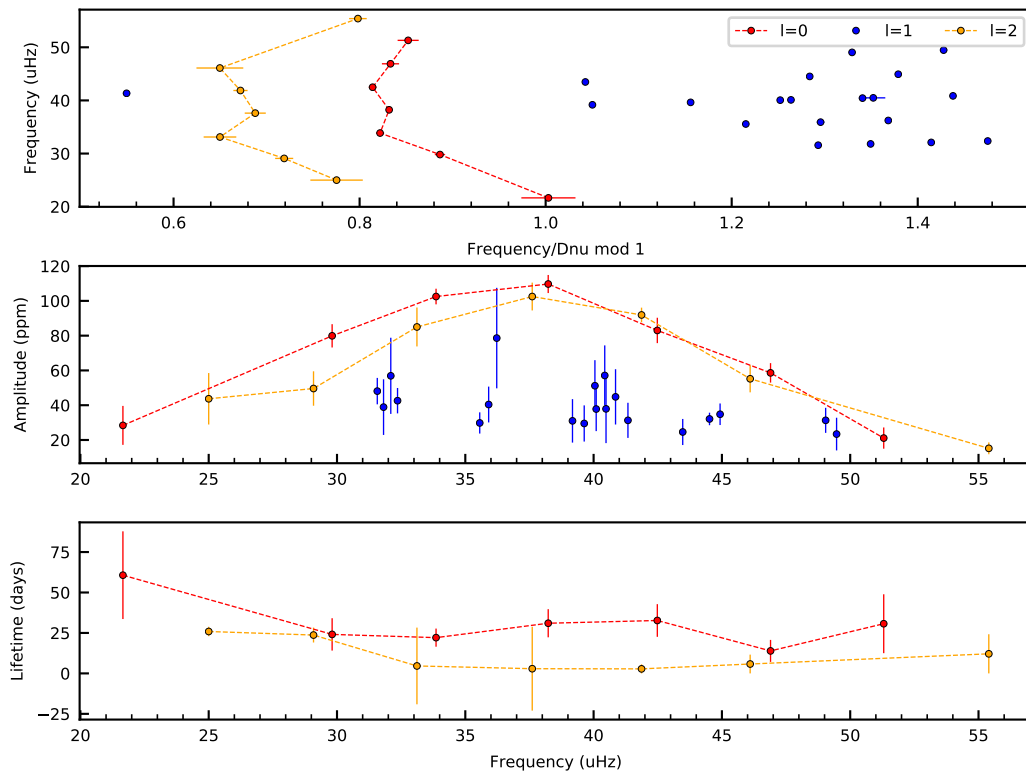 l=0 l=1 l=2
50
40
30
20
Frequency (uHz)
0.6 0.8 1.0 1.2 1.4
Frequency/Dnu mod 1
120
100
80
60
40
20
Amplitude (ppm)
20 25 30 35 40 45 50 55
75
50
25
0
−25
Lifetime (days)
20 25 30 35 40 45 50 55
Frequency (uHz)